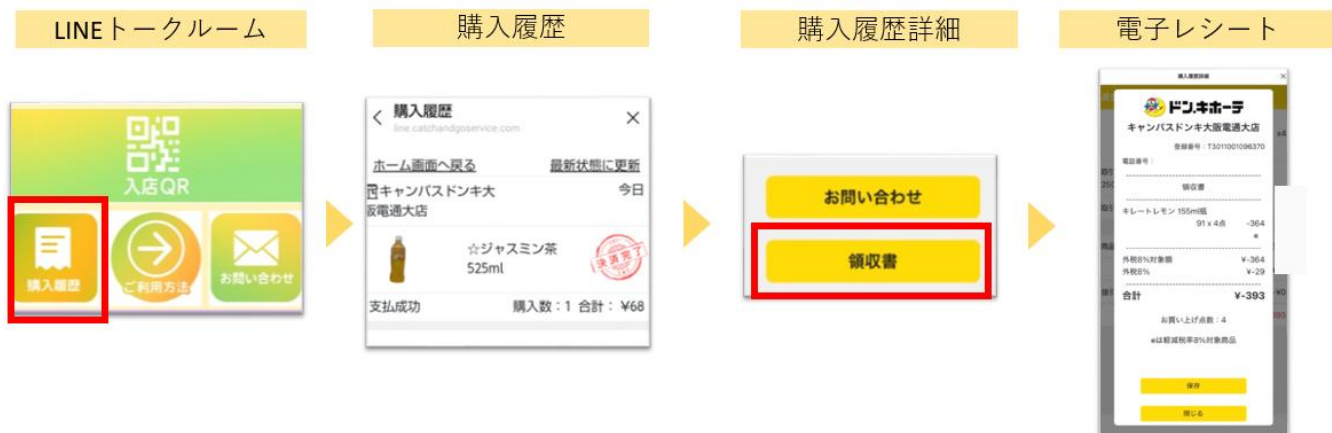 LINEトークルーム
購入履歴
購入履歴詳細
電子レシート
入店QR
購入履歴
ご利用方法
お問い合わせ
購入履歴
line.catchandgoservice.com
ホーム画面へ戻る
最新状態に更新
キャンパスドンキ大
阪電通大店
今日
☆ジャスミン茶
525ml
決済完了
支払成功
購入数:1 合計: ¥68
お問い合わせ
領収書
購入履歴詳細
ドン.キホーテ
キャンパスドンキ大阪電通大店
登録番号:T3011001096370
電話番号:
領収書
キレートレモン 155ml瓶
91 x 4点 -364
※
外税8%対象額 ¥-364
外税8% ¥-29
合計 ¥-393
お買い上げ点数:4
※は軽減税率8%対象商品
保存
閉じる